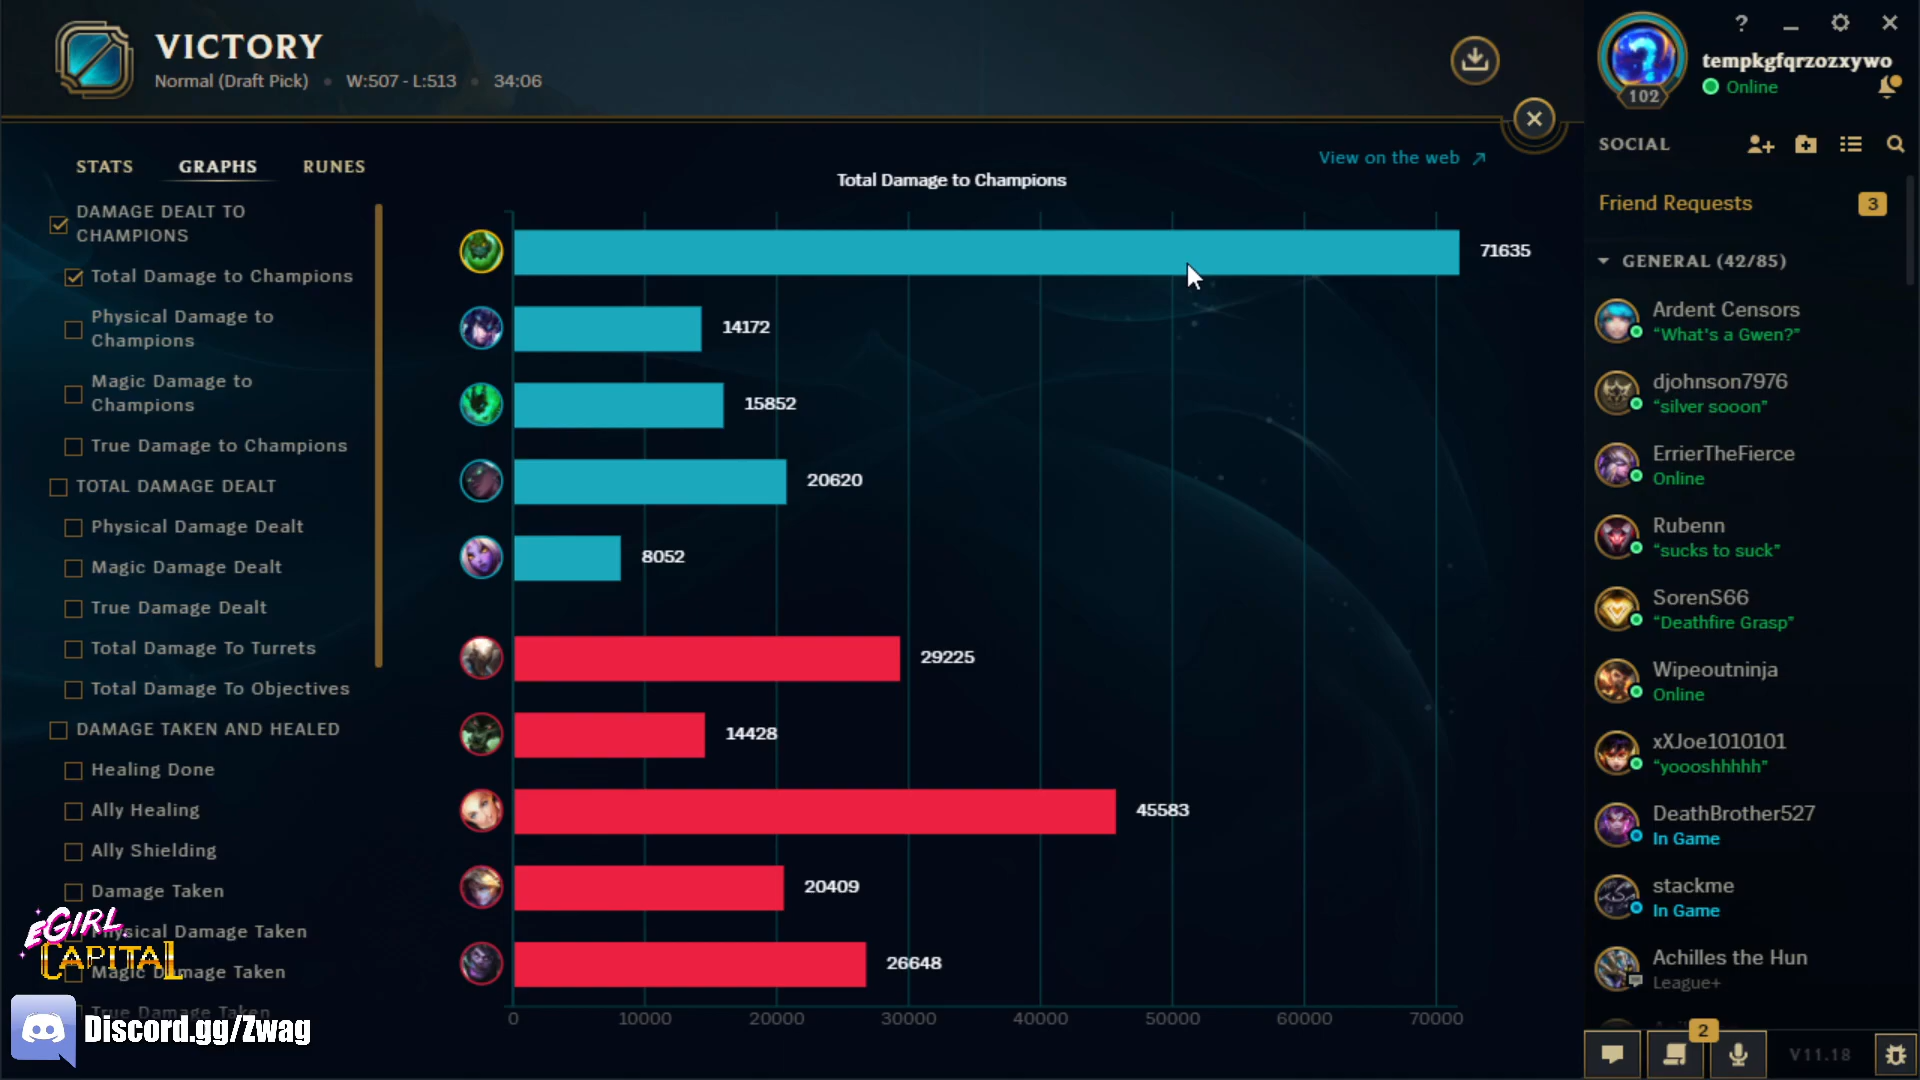 VICTORY
Normal (Draft Pick) • W:507 - L:513 • 34:06
?
tempkgfqrzozxywo
Online
102
STATS GRAPHS RUNES
View on the web
SOCIAL
Total Damage to Champions
Friend Requests 3
GENERAL (42/85)
DAMAGE DEALT TO
CHAMPIONS
Total Damage to Champions
Physical Damage to
Champions
Magic Damage to
Champions
True Damage to Champions
TOTAL DAMAGE DEALT
Physical Damage Dealt
Magic Damage Dealt
True Damage Dealt
Total Damage To Turrets
Total Damage To Objectives
DAMAGE TAKEN AND HEALED
Healing Done
Ally Healing
Ally Shielding
Damage Taken
Physical Damage Taken
Magic Damage Taken
True Damage Taken
EGIRL
CAPITAL
Discord.gg/Zwag
71635
14172
15852
20620
8052
29225
14428
45583
20409
26648
0 10000 20000 30000 40000 50000 60000 70000
Ardent Censors
“What's a Gwen?”
djohnson7976
“silver sooon”
ErrierTheFierce
Online
Rubenn
“sucks to suck”
SorenS66
“Deathfire Grasp”
Wipeoutninja
Online
xXJoe1010101
“yoooshhhhh”
DeathBrother527
In Game
stackme
In Game
Achilles the Hun
League+
2
V11.18